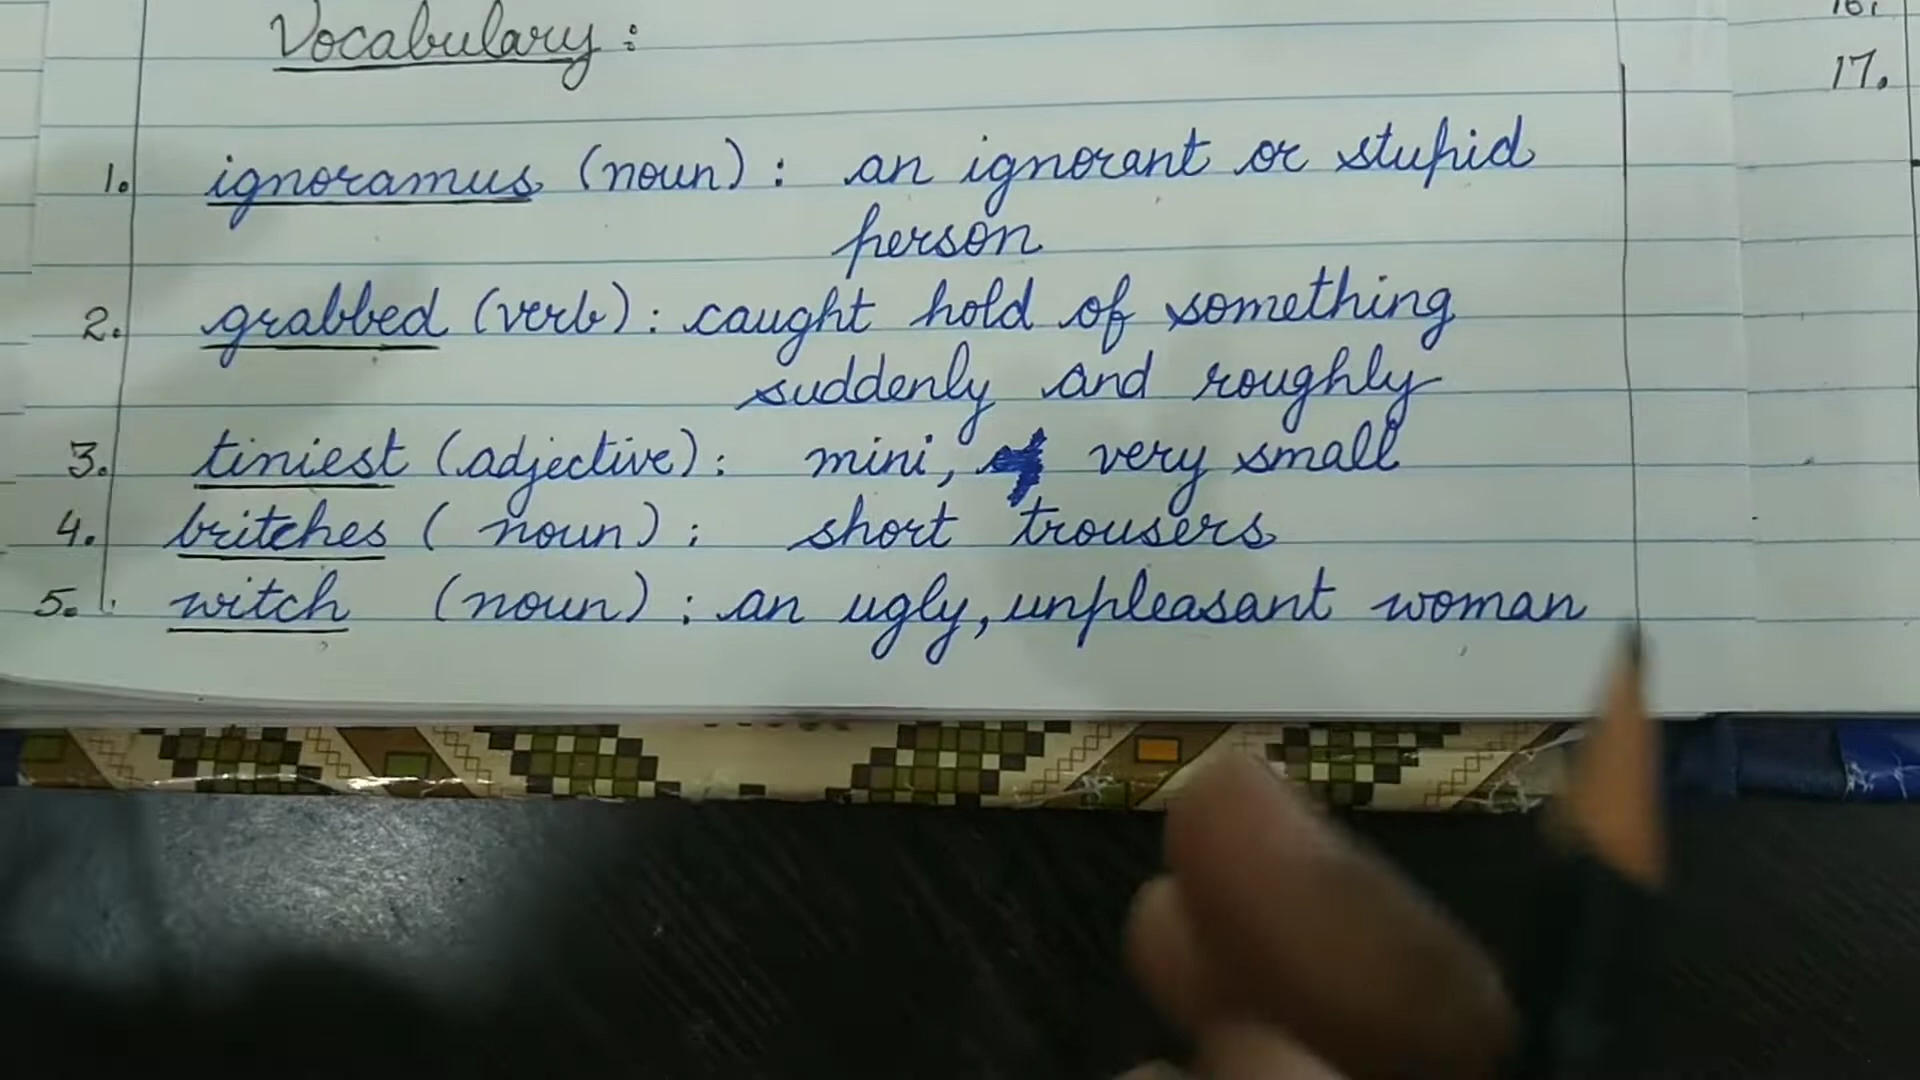 Vocabulary :
16.
17.
1. ignoramus (noun) : an ignorant or stupid
person
2. grabbed (verb) : caught hold of something
suddenly and roughly
3. tiniest (adjective) : mini, very small
4. britches ( noun ) : short trousers
5. witch (noun) : an ugly, unpleasant woman